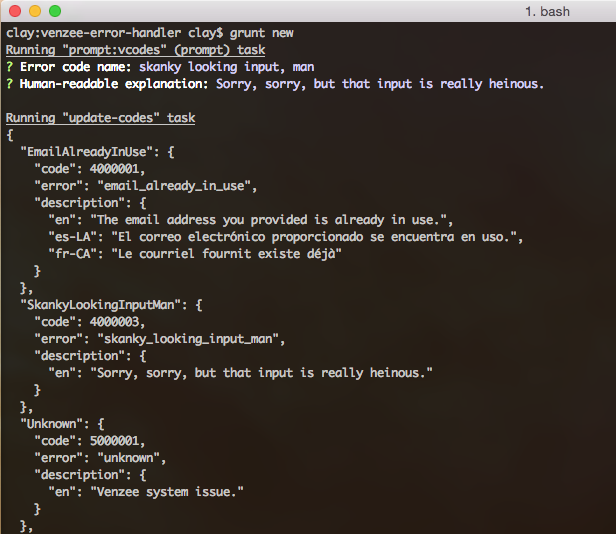 1. bash
clay:venzee-error-handler clay$ grunt new
Running "prompt:vcodes" (prompt) task
? Error code name: skanky looking input, man
? Human-readable explanation: Sorry, sorry, but that input is really heinous.
Running "update-codes" task
{
  "EmailAlreadyInUse": {
    "code": 4000001,
    "error": "email_already_in_use",
    "description": {
      "en": "The email address you provided is already in use.",
      "es-LA": "El correo electrónico proporcionado se encuentra en uso.",
      "fr-CA": "Le courriel fournit existe déjà"
    }
  },
  "SkankyLookingInputMan": {
    "code": 4000003,
    "error": "skanky_looking_input_man",
    "description": {
      "en": "Sorry, sorry, but that input is really heinous."
    }
  },
  "Unknown": {
    "code": 5000001,
    "error": "unknown",
    "description": {
      "en": "Venzee system issue."
    }
  },